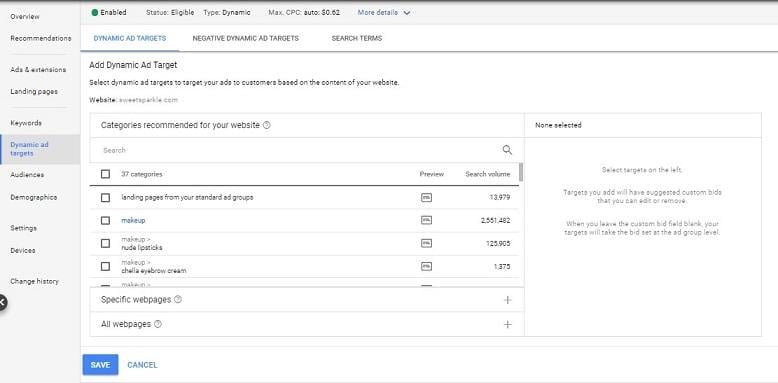 Overview
Recommendations
Ads & extensions
Landing pages
Keywords
Dynamic ad
targets
Audiences
Demographics
Settings
Devices
Change history
Enabled Status: Eligible Type: Dynamic Max. CPC: auto: $0.62 More details
DYNAMIC AD TARGETS NEGATIVE DYNAMIC AD TARGETS SEARCH TERMS
Add Dynamic Ad Target
Select dynamic ad targets to target your ads to customers based on the content of your website.
Website: sweetsparkle.com
Categories recommended for your website
Search
37 categories Preview Search volume
landing pages from your standard ad groups 13,979
makeup 2,551,482
makeup >
nude lipsticks 125,905
makeup >
chella eyebrow cream 1,375
makeup >
Specific webpages
All webpages
None selected
Select targets on the left.
Targets you add will have suggested custom bids
that you can edit or remove.
When you leave the custom bid field blank, your
targets will take the bid set at the ad group level.
SAVE CANCEL